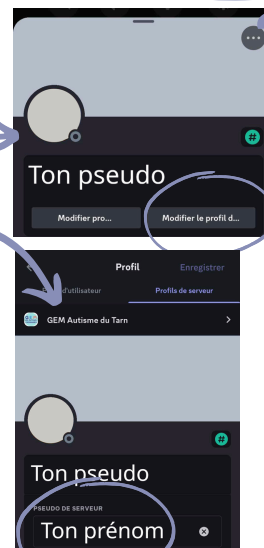 #
Ton pseudo
Modifier pro...
Modifier le profil d...
Profil
Enregistrer
d'utilisateur
Profils de serveur
GEM Autisme du Tarn
#
Ton pseudo
PSEUDO DE SERVEUR
Ton prénom